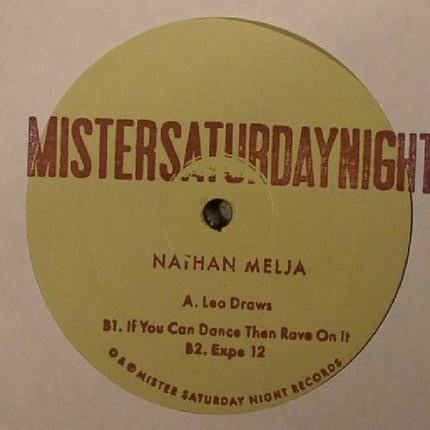 MISTERSATURDAYNIGHT
NATHAN MELJA
A. Leo Draws
B1. If You Can Dance Then Rave On It
B2. Expe 12
©&℗ MISTER SATURDAY NIGHT RECORDS